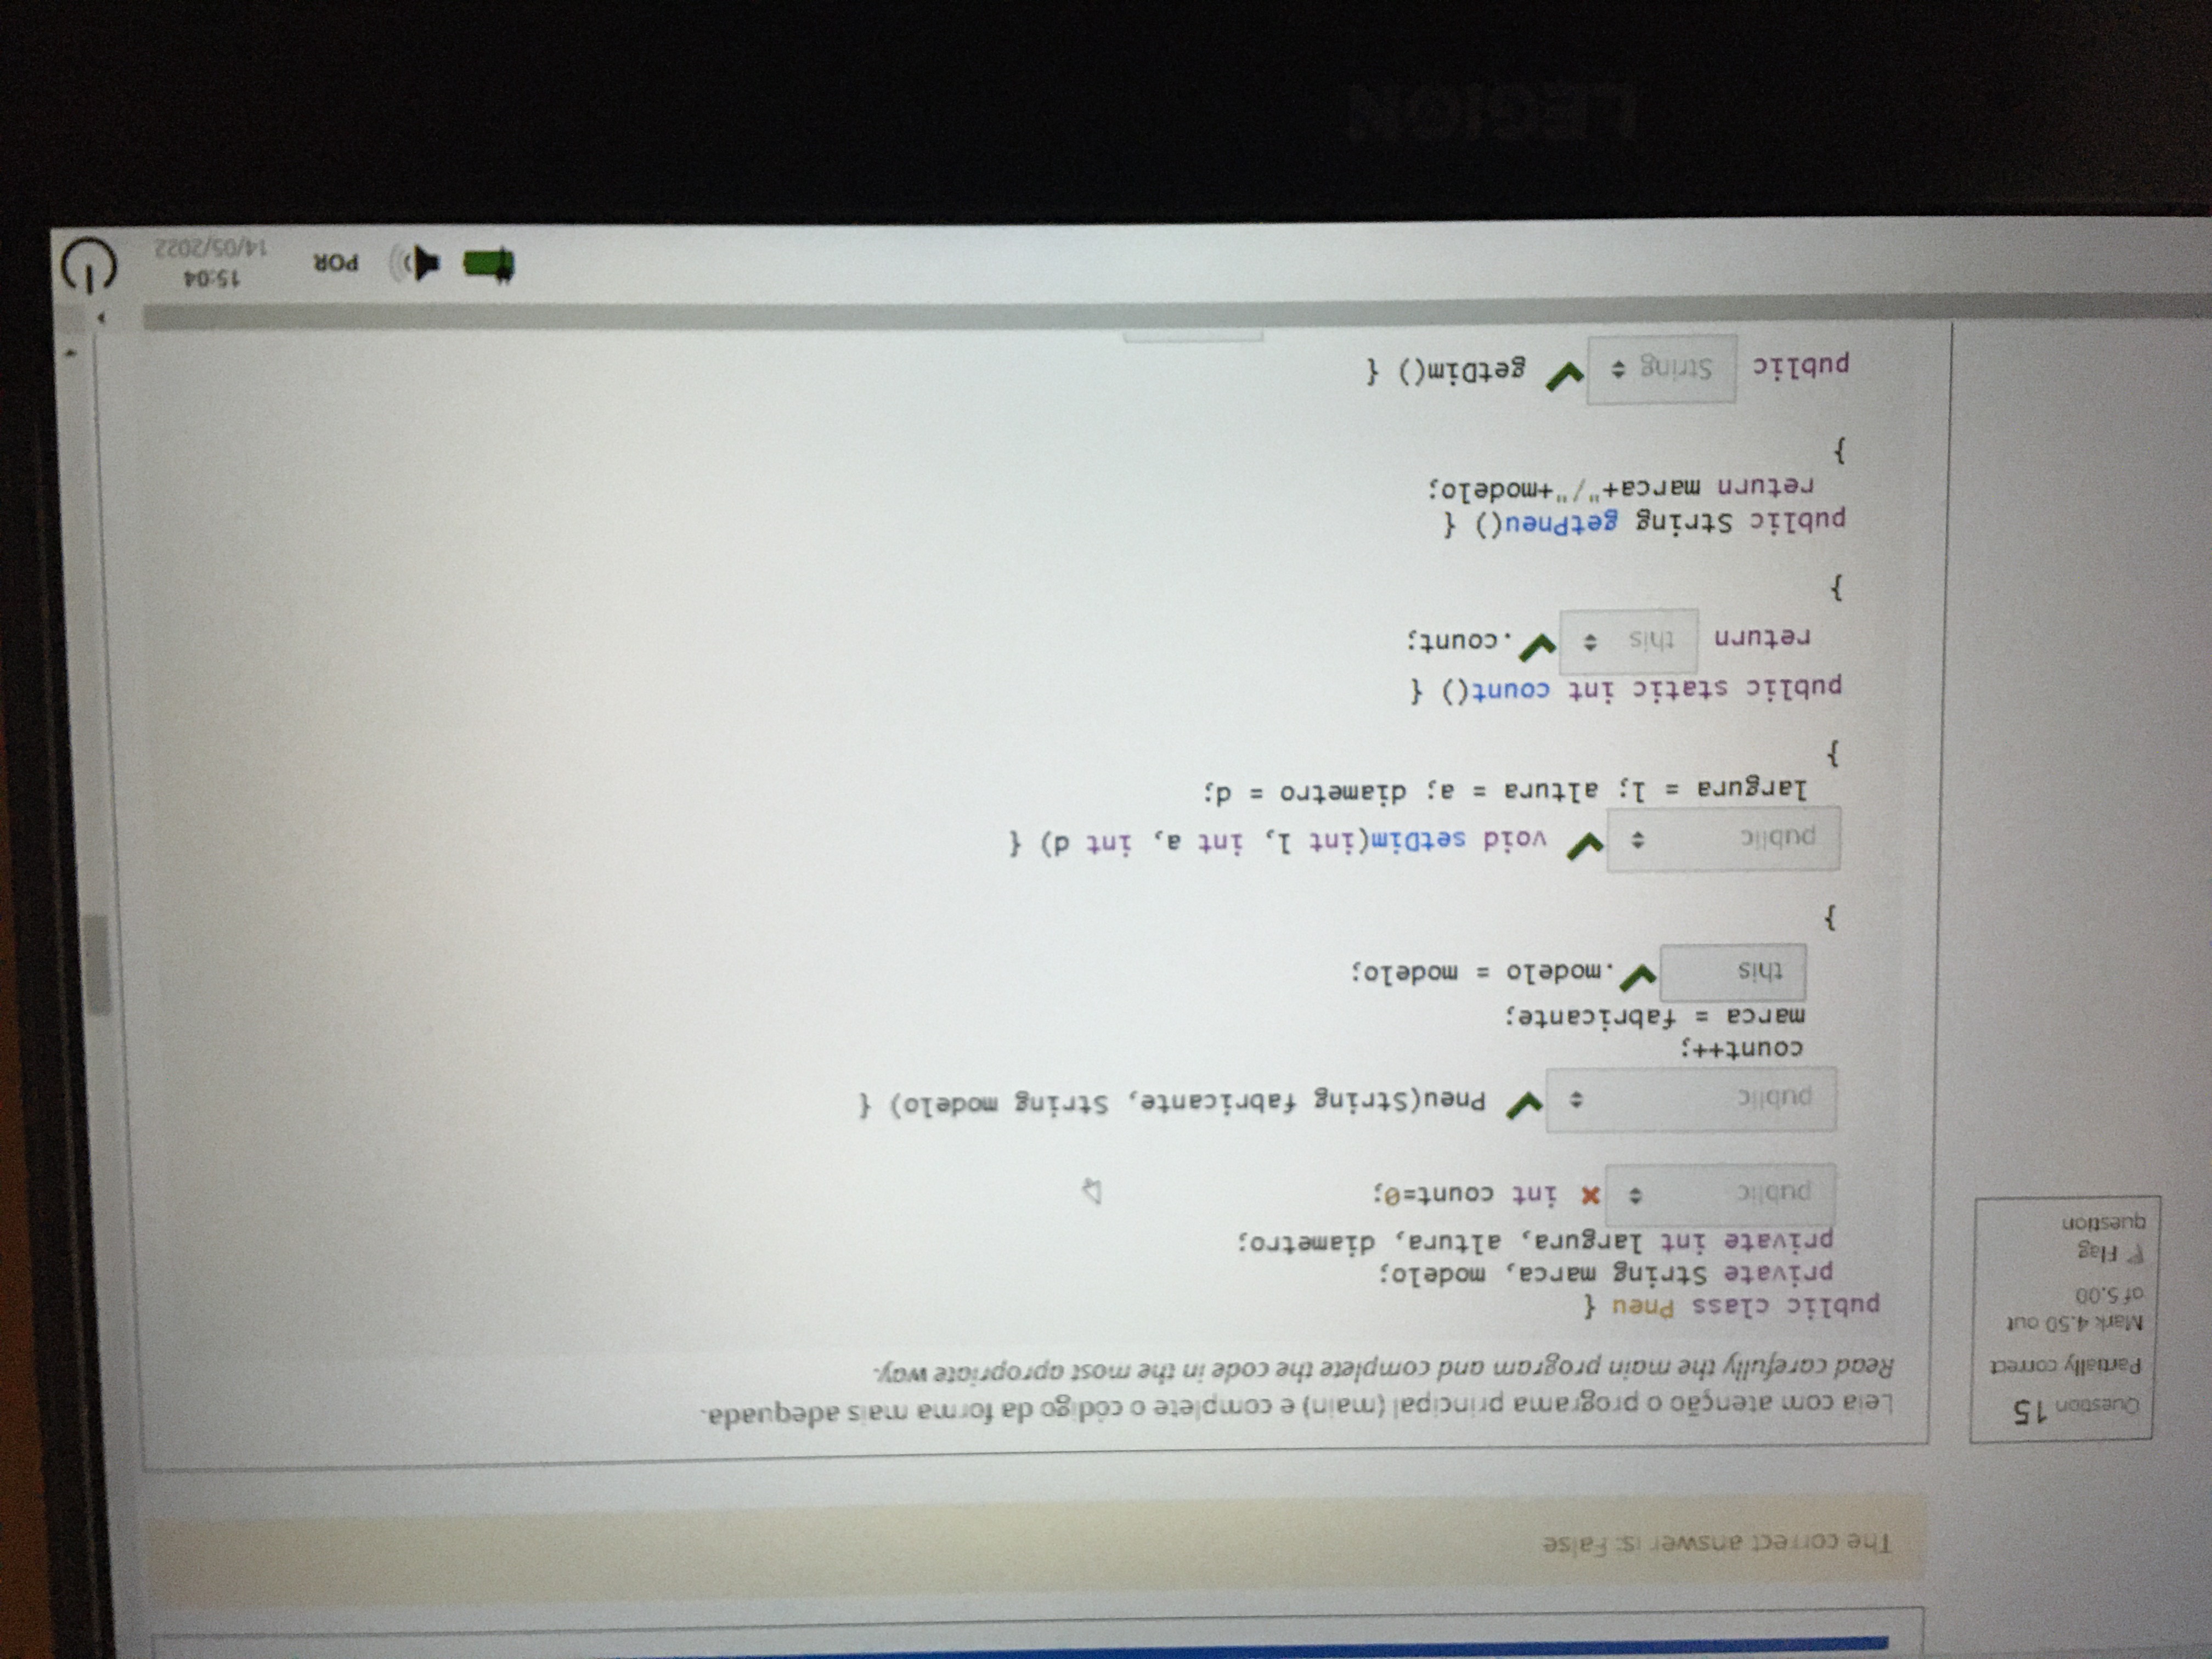 The correct answer is: False
Question 15
Partially correct
Mark 4.50 out
of 5.00
Flag
question
Leia com atenção o programa principal (main) e complete o código da forma mais adequada.
Read carefully the main program and complete the code in the most apropriate way.
public class Pneu {
private String marca, modelo;
private int largura, altura, diametro;
public int count=0;
public Pneu(String fabricante, String modelo) {
count++;
marca = fabricante;
this .modelo = modelo;
}
public void setDim(int l, int a, int d) {
largura = l; altura = a; diametro = d;
}
public static int count() {
return this .count;
}
public String getPneu() {
return marca+"/"+modelo;
}
public String getDim() {
POR
15:04
14/05/2022
LEGION